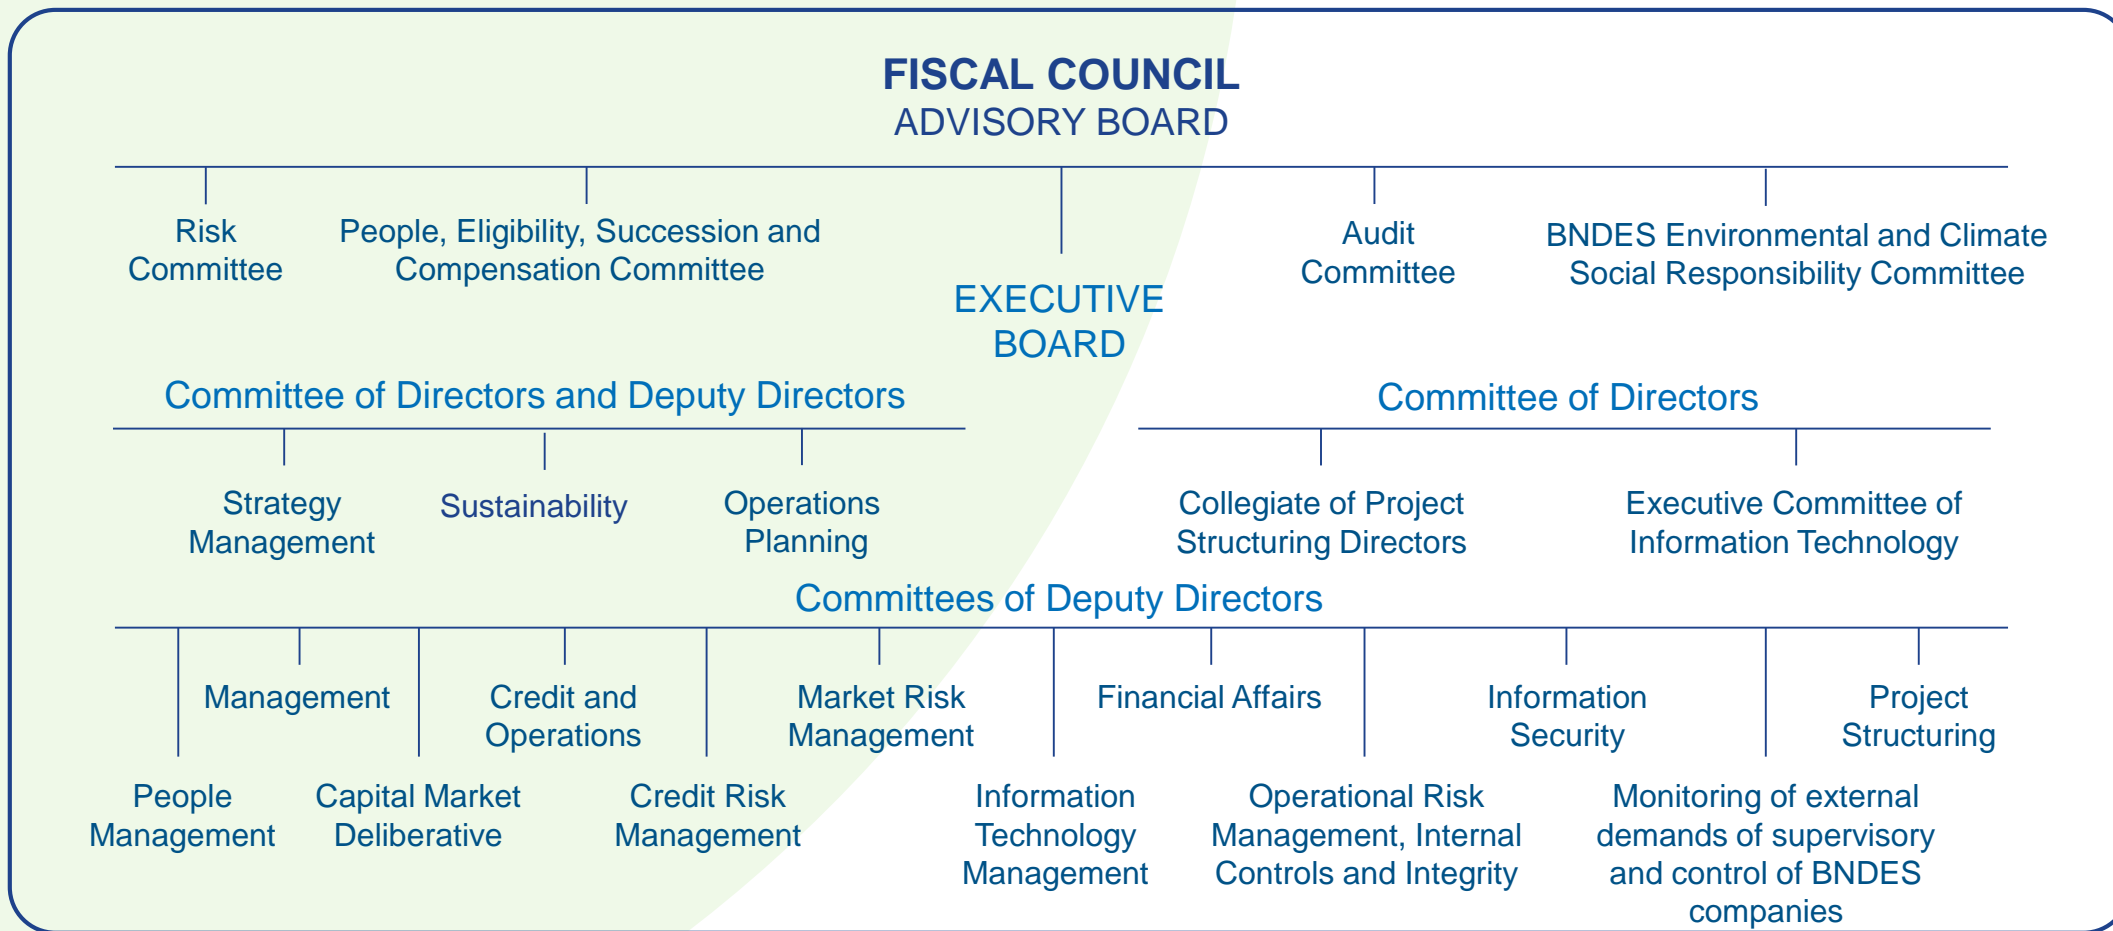 FISCAL COUNCIL
ADVISORY BOARD
Risk
Committee
People, Eligibility, Succession and
Compensation Committee
EXECUTIVE
BOARD
Audit
Committee
BNDES Environmental and Climate
Social Responsibility Committee
Committee of Directors and Deputy Directors
Strategy
Management
Sustainability
Operations
Planning
Committee of Directors
Collegiate of Project
Structuring Directors
Executive Committee of
Information Technology
Committees of Deputy Directors
People
Management
Management
Capital Market
Deliberative
Credit and
Operations
Credit Risk
Management
Market Risk
Management
Information
Technology
Management
Financial Affairs
Operational Risk
Management, Internal
Controls and Integrity
Information
Security
Monitoring of external
demands of supervisory
and control of BNDES
companies
Project
Structuring